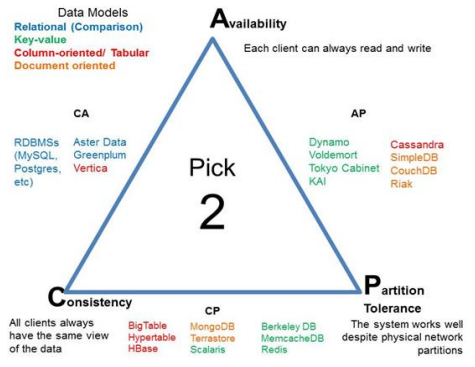 Data Models
Relational (Comparison)
Key-value
Column-oriented/ Tabular
Document oriented
Availability
Each client can always read and write
CA
RDBMSs
(MySQL,
Postgres,
etc)
Aster Data
Greenplum
Vertica
Pick
2
AP
Dynamo
Voldemort
Tokyo Cabinet
KAI
Cassandra
SimpleDB
CouchDB
Riak
Consistency
All clients always
have the same view
of the data
CP
BigTable
Hypertable
HBase
MongoDB
Terrastore
Scalaris
Berkeley DB
MemcacheDB
Redis
Partition
Tolerance
The system works well
despite physical network
partitions